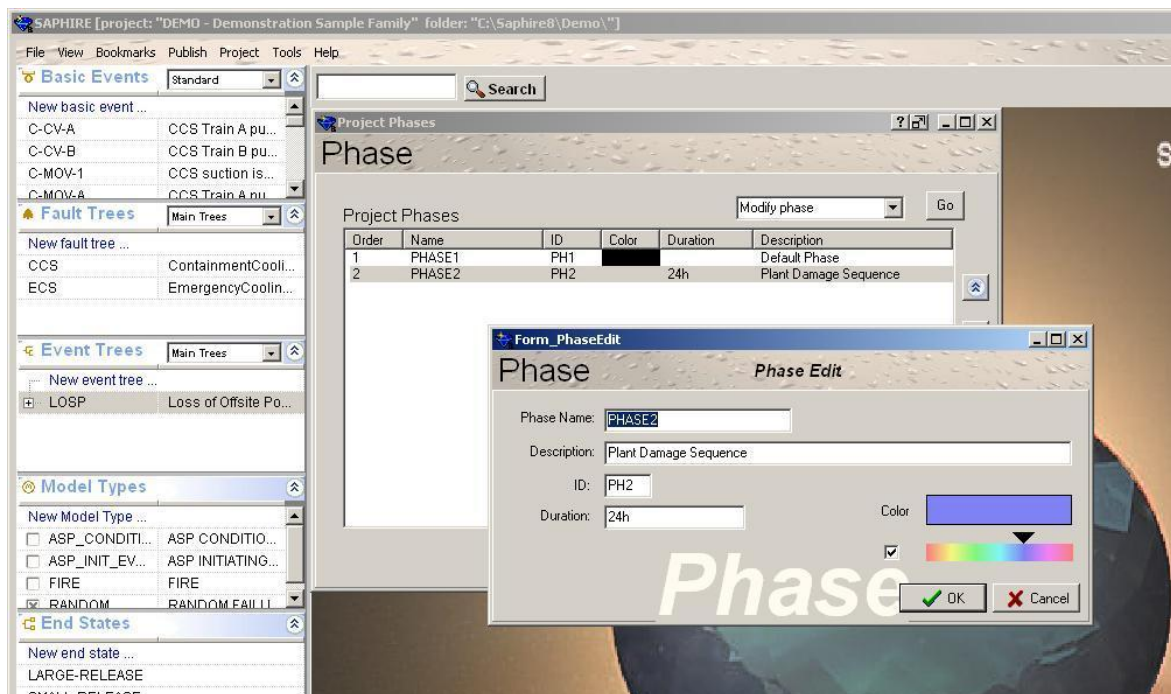 SAPHIRE [project: "DEMO - Demonstration Sample Family" folder: "C:\Saphire8\Demo\"]
File View Bookmarks Publish Project Tools Help
Basic Events Standard
New basic event ...
C-CV-A CCS Train A pu...
C-CV-B CCS Train B pu...
C-MOV-1 CCS suction is...
C-MOV-A CCS Train A pu
Fault Trees Main Trees
New fault tree ...
CCS ContainmentCooli...
ECS EmergencyCoolin...
Event Trees Main Trees
New event tree ...
LOSP Loss of Offsite Po...
Model Types
New Model Type ...
ASP_CONDITI... ASP CONDITIO...
ASP_INIT_EV... ASP INITIATING...
FIRE FIRE
RANDOM RANDOM FAILU
End States
New end state ...
LARGE-RELEASE
SMALL-RELEASE
Search
Project Phases
Phase
Project Phases Modify phase Go
Order Name ID Color Duration Description
1 PHASE1 PH1 Default Phase
2 PHASE2 PH2 24h Plant Damage Sequence
Form_PhaseEdit
Phase Phase Edit
Phase Name: PHASE2
Description: Plant Damage Sequence
ID: PH2
Duration: 24h
Color
Phase
OK Cancel
S